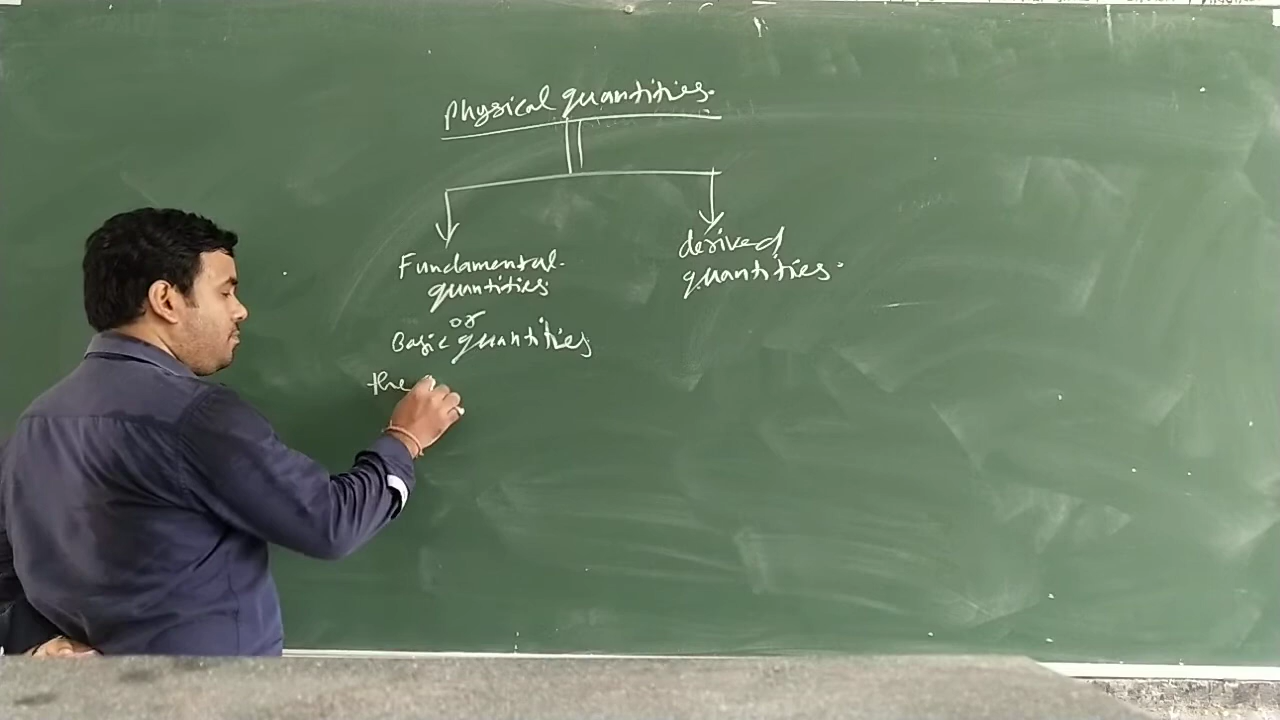 Physical quantities.
Fundamental
quantities
or
Basic quantities
the
derived
quantities.